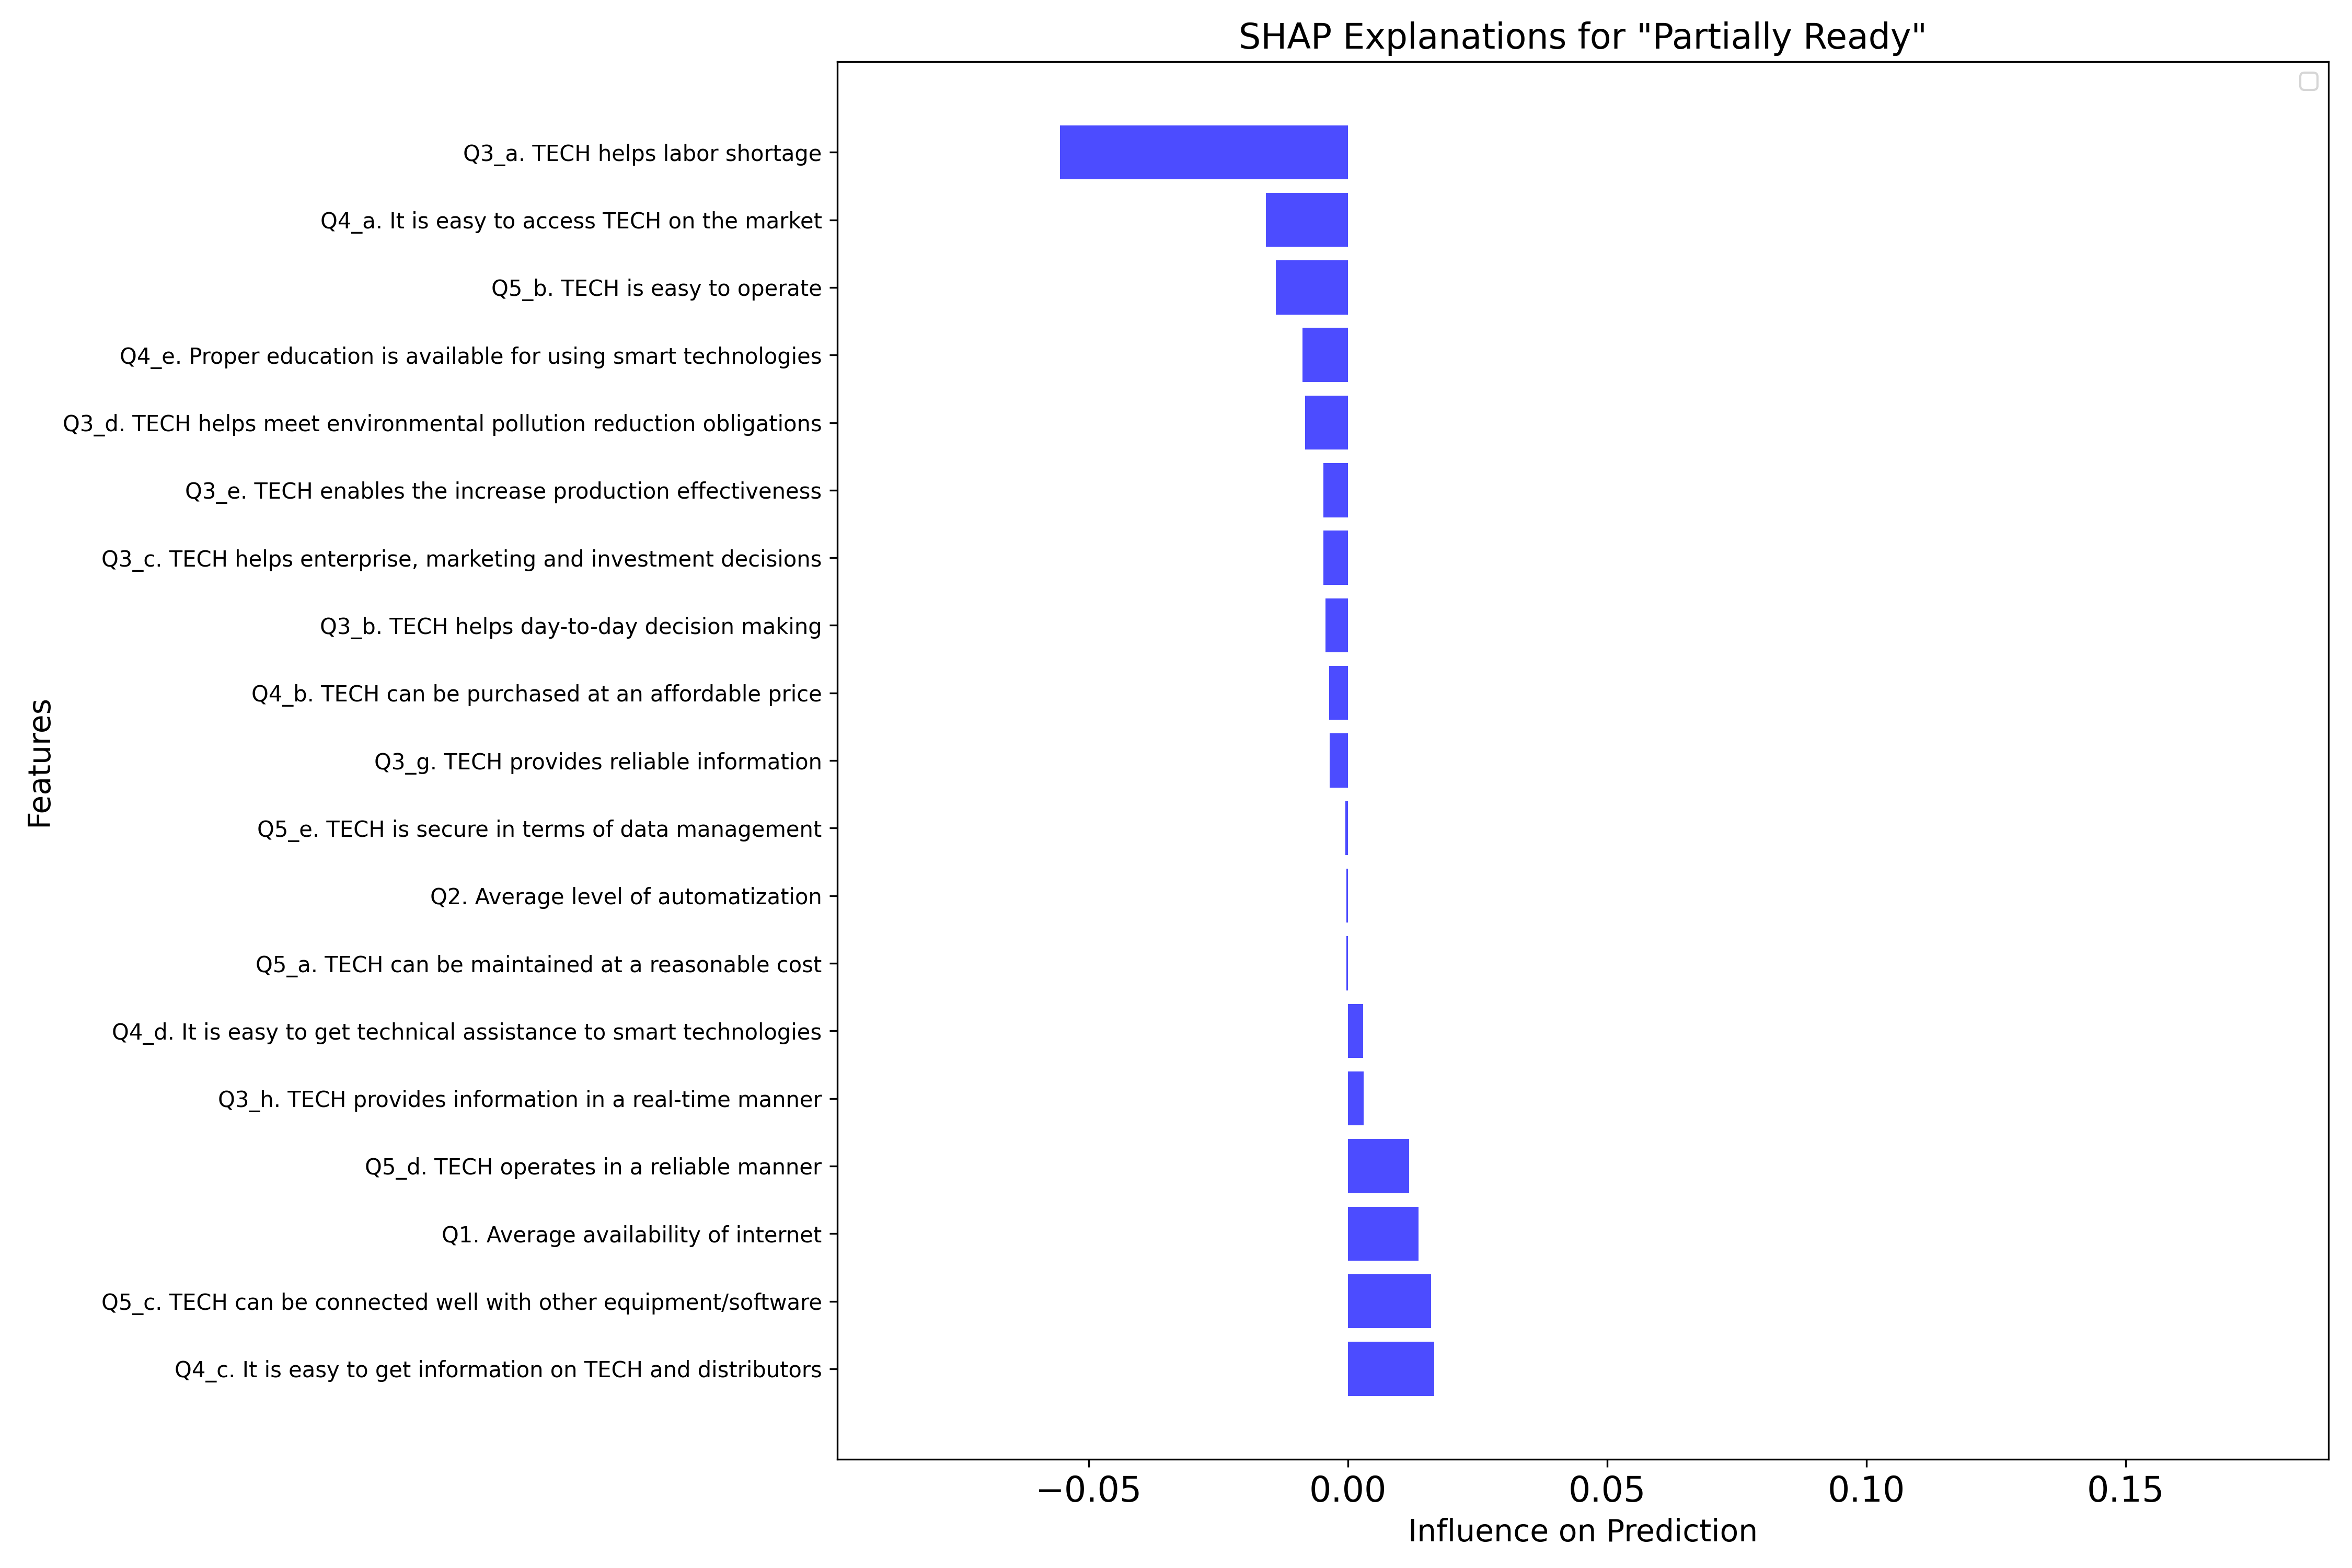 SHAP Explanations for "Partially Ready"
Q3_a. TECH helps labor shortage
Q4_a. It is easy to access TECH on the market
Q5_b. TECH is easy to operate
Q4_e. Proper education is available for using smart technologies
Q3_d. TECH helps meet environmental pollution reduction obligations
Q3_e. TECH enables the increase production effectiveness
Q3_c. TECH helps enterprise, marketing and investment decisions
Q3_b. TECH helps day-to-day decision making
Q4_b. TECH can be purchased at an affordable price
Q3_g. TECH provides reliable information
Q5_e. TECH is secure in terms of data management
Q2. Average level of automatization
Q5_a. TECH can be maintained at a reasonable cost
Q4_d. It is easy to get technical assistance to smart technologies
Q3_h. TECH provides information in a real-time manner
Q5_d. TECH operates in a reliable manner
Q1. Average availability of internet
Q5_c. TECH can be connected well with other equipment/software
Q4_c. It is easy to get information on TECH and distributors
Features
−0.05 0.00 0.05 0.10 0.15
Influence on Prediction